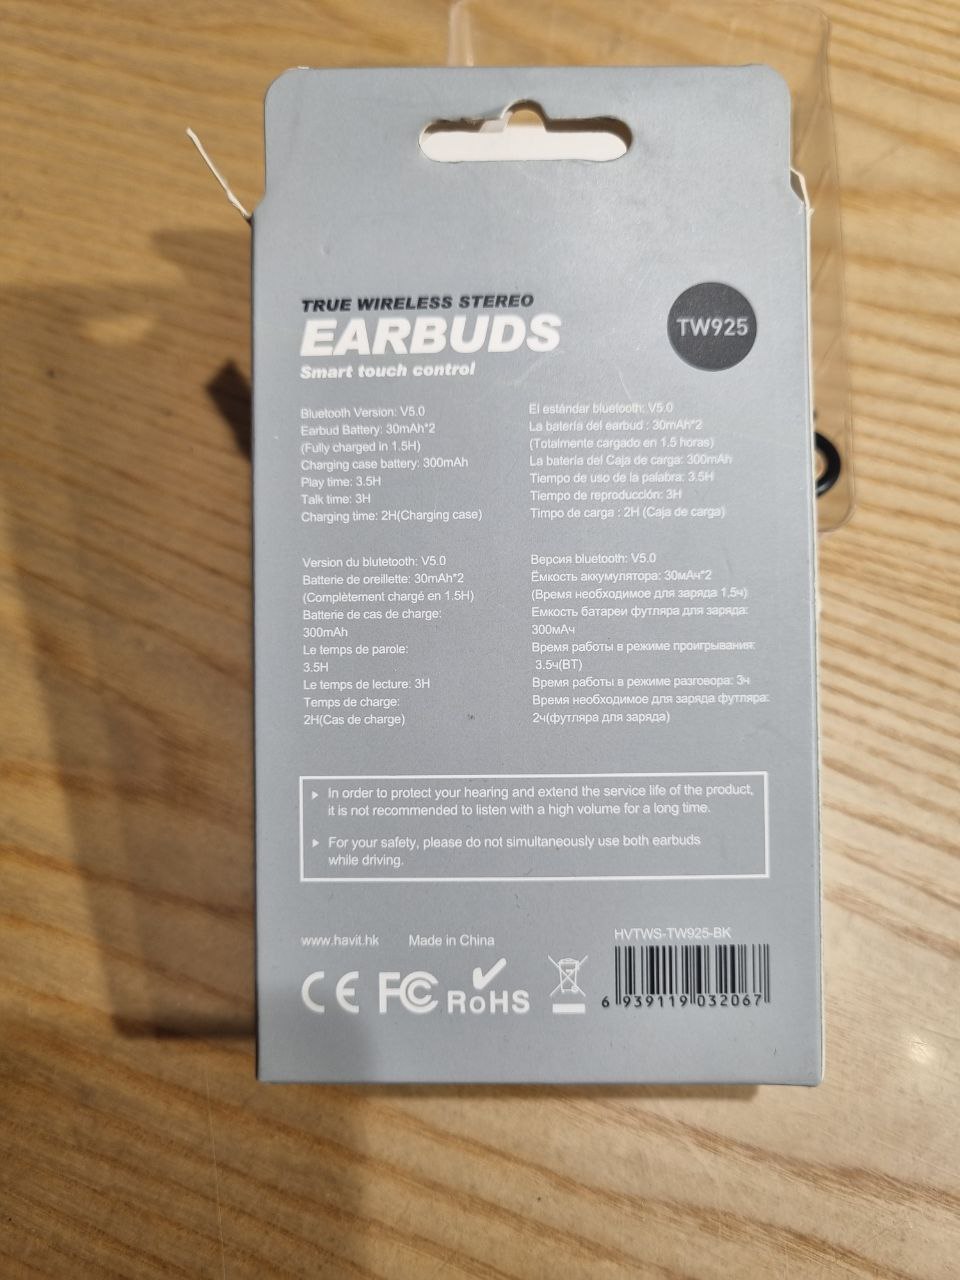 TRUE WIRELESS STEREO
EARBUDS
Smart touch control
TW925
Bluetooth Version: V5.0
Earbud Battery: 30mAh*2
(Fully charged in 1.5H)
Charging case battery: 300mAh
Play time: 3.5H
Talk time: 3H
Charging time: 2H(Charging case)
El estándar bluetooth: V5.0
La batería del earbud : 30mAh*2
(Totalmente cargado en 1.5 horas)
La batería del Caja de carga: 300mAh
Tiempo de uso de la palabra: 3.5H
Tiempo de reproducción: 3H
Timpo de carga : 2H (Caja de carga)
Version du blutetooth: V5.0
Batterie de oreillette: 30mAh*2
(Complètement chargé en 1.5H)
Batterie de cas de charge:
300mAh
Le temps de parole:
3.5H
Le temps de lecture: 3H
Temps de charge:
2H(Cas de charge)
Версия bluetooth: V5.0
Ёмкость аккумулятора: 30мАч*2
(Время необходимое для заряда 1,5ч)
Емкость батареи футляра для заряда:
300мАч
Время работы в режиме проигрывания:
3.5ч(BT)
Время работы в режиме разговора: 3ч
Время необходимое для заряда футляра:
2ч(футляра для заряда)
In order to protect your hearing and extend the service life of the product,
it is not recommended to listen with a high volume for a long time.
For your safety, please do not simultaneously use both earbuds
while driving.
www.havit.hk Made in China
HVTWS-TW925-BK
CE FC RoHS
6 939119 032067